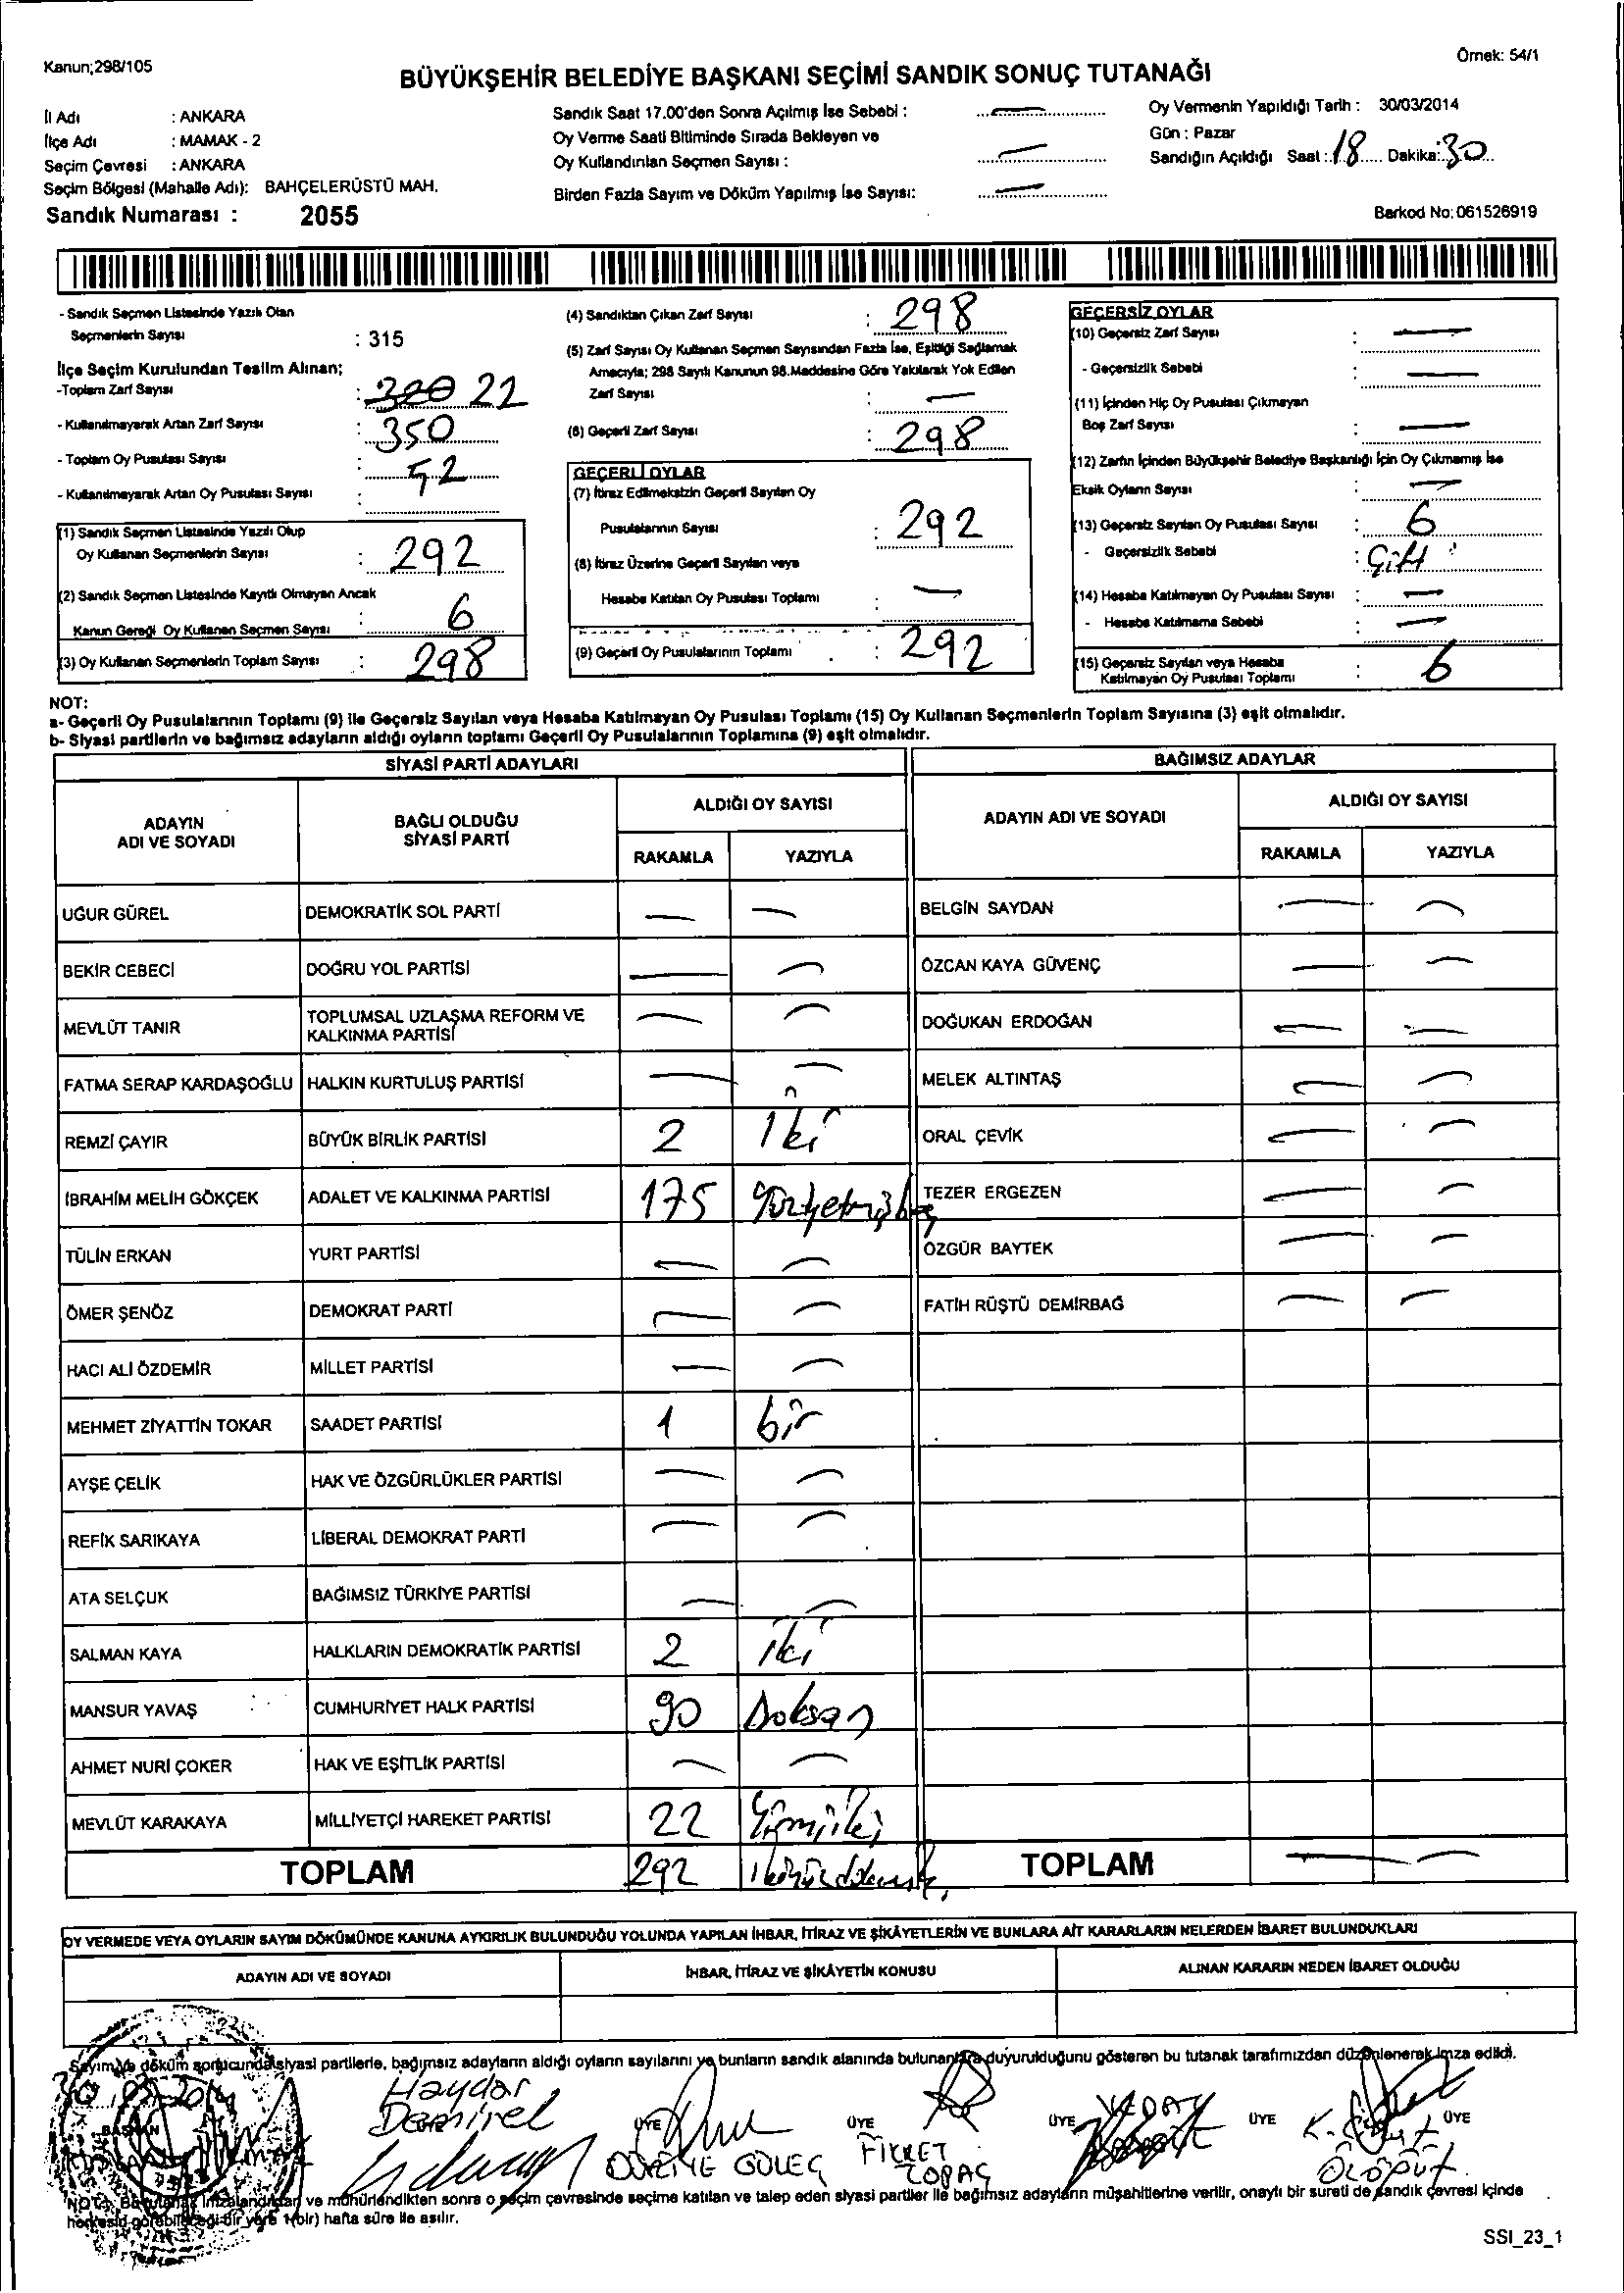 Kanun;298/105
Örnek: 54/1
BÜYÜKŞEHİR BELEDİYE BAŞKANI SEÇİMİ SANDIK SONUÇ TUTANAĞI
İl Adı : ANKARA
İlçe Adı : MAMAK - 2
Seçim Çevresi : ANKARA
Seçim Bölgesi (Mahalle Adı): BAHÇELERÜSTÜ MAH.
Sandık Numarası : 2055
Sandık Saat 17.00'den Sonra Açılmış İse Sebebi : —
Oy Verme Saati Bitiminde Sırada Bekleyen ve
Oy Kullandırılan Seçmen Sayısı : —
Birden Fazla Sayım ve Döküm Yapılmış İse Sayısı: —
Oy Vermenin Yapıldığı Tarih : 30/03/2014
Gün : Pazar
Sandığın Açıldığı Saat : 18 Dakika: 30
Barkod No: 061526919
- Sandık Seçmen Listesinde Yazılı Olan
Seçmenlerin Sayısı : 315
İlçe Seçim Kurulundan Teslim Alınan;
-Toplam Zarf Sayısı : 320 22
- Kullanılmayarak Artan Zarf Sayısı : 350
- Toplam Oy Pusulası Sayısı : 52
- Kullanılmayarak Artan Oy Pusulası Sayısı :
(1) Sandık Seçmen Listesinde Yazılı Olup
Oy Kullanan Seçmenlerin Sayısı : 292
(2) Sandık Seçmen Listesinde Kayıtlı Olmayan Ancak
Kanun Gereği Oy Kullanan Seçmen Sayısı : 6
(3) Oy Kullanan Seçmenlerin Toplam Sayısı : 298
(4) Sandıktan Çıkan Zarf Sayısı : 298
(5) Zarf Sayısı Oy Kullanan Seçmen Sayısından Fazla İse, Eşitliği Sağlamak
Amacıyla; 298 Sayılı Kanunun 98.Maddesine Göre Yakılarak Yok Edilen
Zarf Sayısı : —
(6) Geçerli Zarf Sayısı : 298
GEÇERLİ OYLAR
(7) İtiraz Edilmeksizin Geçerli Sayılan Oy
Pusulalarının Sayısı : 292
(8) İtiraz Üzerine Geçerli Sayılan veya
Hesaba Katılan Oy Pusulası Toplamı : —
(9) Geçerli Oy Pusulalarının Toplamı : 292
GEÇERSİZ OYLAR
(10) Geçersiz Zarf Sayısı : —
- Geçersizlik Sebebi : —
(11) İçinden Hiç Oy Pusulası Çıkmayan
Boş Zarf Sayısı : —
(12) Zarfın İçinden Büyükşehir Belediye Başkanlığı İçin Oy Çıkmamış İse
Eksik Oyların Sayısı : —
(13) Geçersiz Sayılan Oy Pusulası Sayısı : 6
- Geçersizlik Sebebi : Çift
(14) Hesaba Katılmayan Oy Pusulası Sayısı : —
- Hesaba Katılmama Sebebi : —
(15) Geçersiz Sayılan veya Hesaba
Katılmayan Oy Pusulası Toplamı : 6
NOT:
a- Geçerli Oy Pusulalarının Toplamı (9) ile Geçersiz Sayılan veya Hesaba Katılmayan Oy Pusulası Toplamı (15) Oy Kullanan Seçmenlerin Toplam Sayısına (3) eşit olmalıdır.
b- Siyasi partilerin ve bağımsız adayların aldığı oyların toplamı Geçerli Oy Pusulalarının Toplamına (9) eşit olmalıdır.
SİYASİ PARTİ ADAYLARI
ADAYIN
ADI VE SOYADI
BAĞLI OLDUĞU
SİYASİ PARTİ
ALDIĞI OY SAYISI
RAKAMLA YAZIYLA
UĞUR GÜREL DEMOKRATİK SOL PARTİ — —
BEKİR CEBECİ DOĞRU YOL PARTİSİ — —
MEVLÜT TANIR TOPLUMSAL UZLAŞMA REFORM VE
KALKINMA PARTİSİ — —
FATMA SERAP KARDAŞOĞLU HALKIN KURTULUŞ PARTİSİ — —
REMZİ ÇAYIR BÜYÜK BİRLİK PARTİSİ 2 İki
İBRAHİM MELİH GÖKÇEK ADALET VE KALKINMA PARTİSİ 175 Yüzyetmişbeş
TÜLİN ERKAN YURT PARTİSİ — —
ÖMER ŞENÖZ DEMOKRAT PARTİ — —
HACI ALİ ÖZDEMİR MİLLET PARTİSİ — —
MEHMET ZİYATTİN TOKAR SAADET PARTİSİ 1 bir
AYŞE ÇELİK HAK VE ÖZGÜRLÜKLER PARTİSİ — —
REFİK SARIKAYA LİBERAL DEMOKRAT PARTİ — —
ATA SELÇUK BAĞIMSIZ TÜRKİYE PARTİSİ — —
SALMAN KAYA HALKLARIN DEMOKRATİK PARTİSİ 2 iki
MANSUR YAVAŞ CUMHURİYET HALK PARTİSİ 90 Doksan
AHMET NURİ ÇOKER HAK VE EŞİTLİK PARTİSİ — —
MEVLÜT KARAKAYA MİLLİYETÇİ HAREKET PARTİSİ 22 Yirmiiki
TOPLAM 292
BAĞIMSIZ ADAYLAR
ADAYIN ADI VE SOYADI
ALDIĞI OY SAYISI
RAKAMLA YAZIYLA
BELGİN SAYDAN — —
ÖZCAN KAYA GÜVENÇ — —
DOĞUKAN ERDOĞAN — —
MELEK ALTINTAŞ — —
ORAL ÇEVİK — —
TEZER ERGEZEN — —
ÖZGÜR BAYTEK — —
FATİH RÜŞTÜ DEMİRBAĞ — —
TOPLAM — —
OY VERMEDE VEYA OYLARIN SAYIM DÖKÜMÜNDE KANUNA AYKIRILIK BULUNDUĞU YOLUNDA YAPILAN İHBAR, İTİRAZ VE ŞİKÂYETLERİN VE BUNLARA AİT KARARLARIN NELERDEN İBARET BULUNDUKLARI
ADAYIN ADI VE SOYADI
İHBAR, İTİRAZ VE ŞİKÂYETİN KONUSU
ALINAN KARARIN NEDEN İBARET OLDUĞU
Sayım ve döküm sonucunda siyasi partilerle, bağımsız adayların aldığı oyların sayılarını ve bunların sandık alanında bulunanlara duyurulduğunu gösteren bu tutanak tarafımızdan düzenlenerek imza edildi.
BAŞKAN
Haydar
Demirel
ÜYE
GÜLEÇ
ÜYE
FİKRET
TOPAÇ
ÜYE
VEDAT
ÜYE
ÜYE
NOT: Bu tutanak imzalandıktan ve mühürlendikten sonra o seçim çevresinde seçime katılan ve talep eden siyasi partiler ile bağımsız adayların müşahitlerine verilir, onaylı bir sureti de sandık çevresi içinde
herkesin görebileceği bir yere 1(bir) hafta süre ile asılır.
SSI_23_1